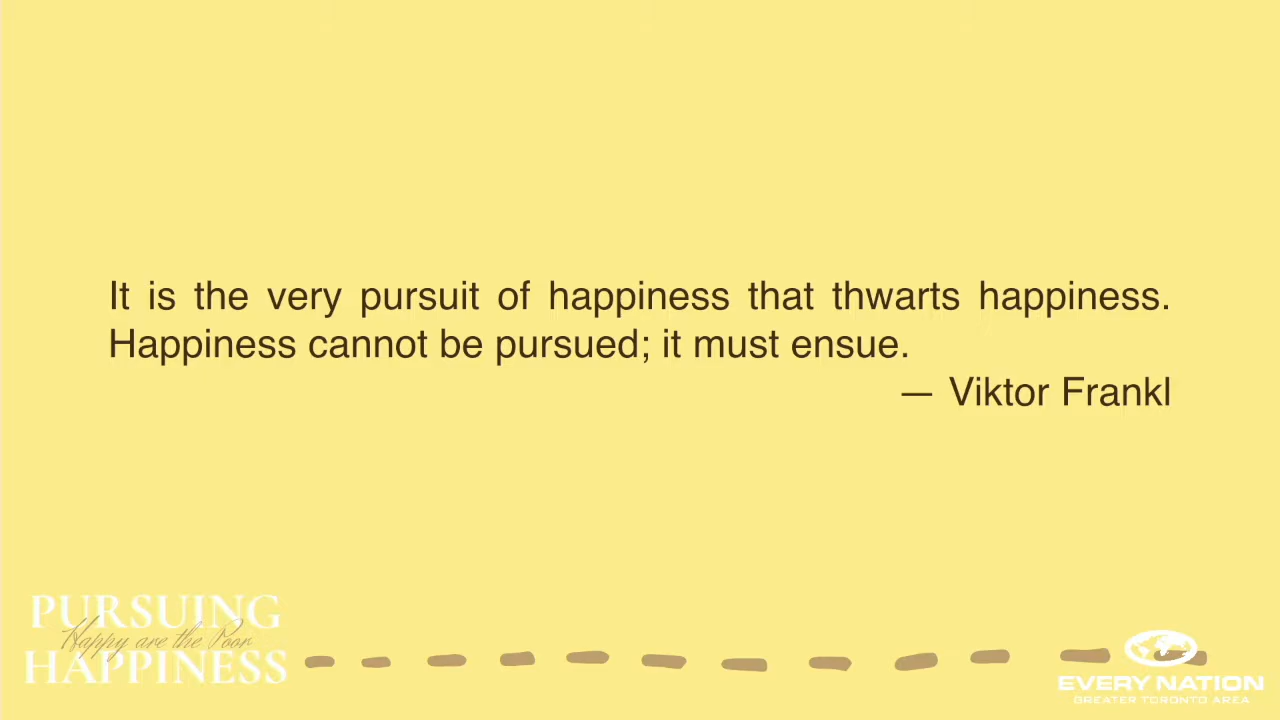 It is the very pursuit of happiness that thwarts happiness.
Happiness cannot be pursued; it must ensue.
— Viktor Frankl
PURSUING
Happy are the Poor
HAPPINESS
EVERY NATION
GREATER TORONTO AREA